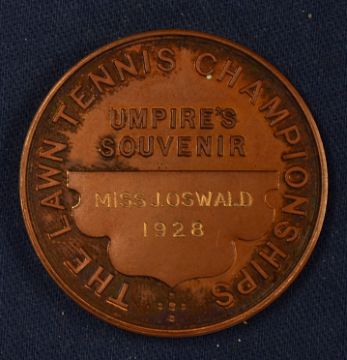 THE LAWN TENNIS CHAMPIONSHIPS
UMPIRE'S
SOUVENIR
MISS J.OSWALD
1928